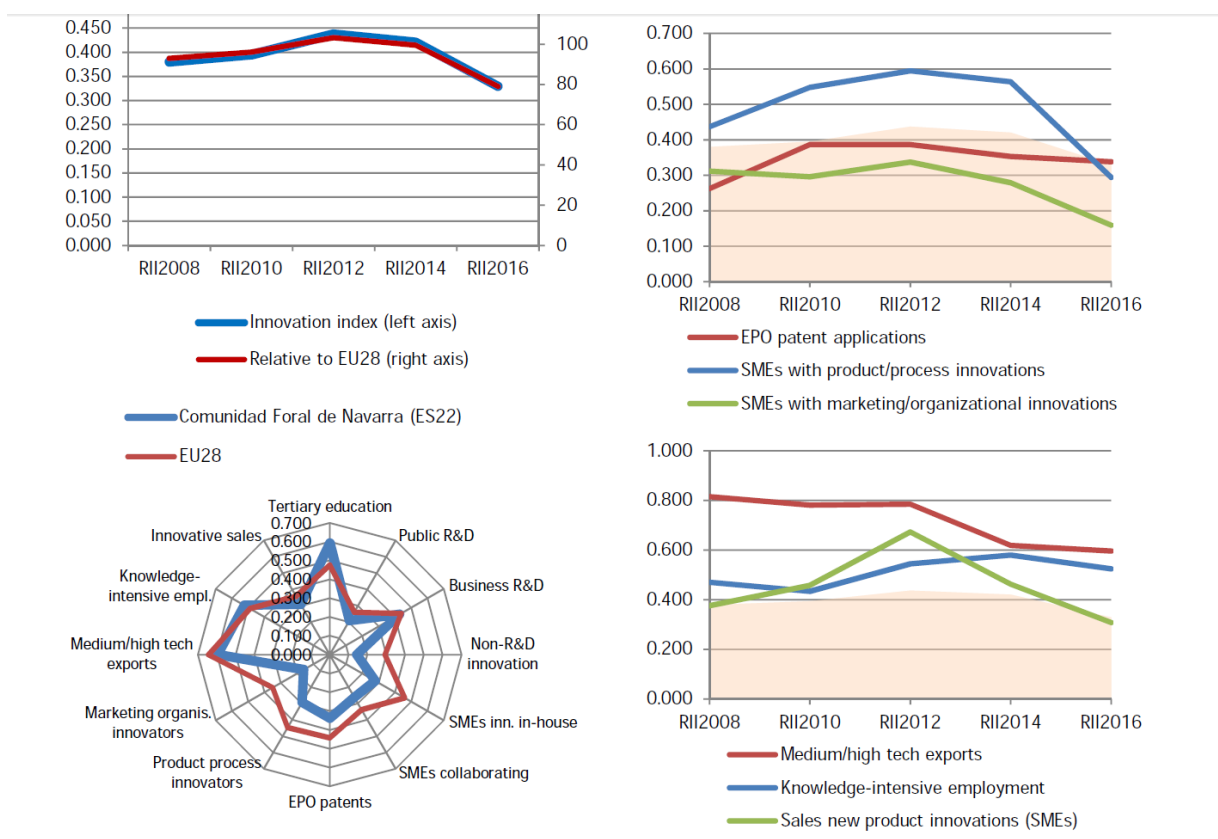 0.450
0.400
0.350
0.300
0.250
0.200
0.150
0.100
0.050
0.000
100
80
60
40
20
0
RII2008 RII2010 RII2012 RII2014 RII2016
Innovation index (left axis)
Relative to EU28 (right axis)
0.700
0.600
0.500
0.400
0.300
0.200
0.100
0.000
RII2008 RII2010 RII2012 RII2014 RII2016
EPO patent applications
SMEs with product/process innovations
SMEs with marketing/organizational innovations
Comunidad Foral de Navarra (ES22)
EU28
Tertiary education
Public R&D
Business R&D
Non-R&D
innovation
SMEs inn. in-house
SMEs collaborating
EPO patents
Product process
innovators
Marketing organis.
innovators
Medium/high tech
exports
Knowledge-
intensive empl.
Innovative sales
0.700
0.600
0.500
0.400
0.300
0.200
0.100
0.000
1.000
0.800
0.600
0.400
0.200
0.000
RII2008 RII2010 RII2012 RII2014 RII2016
Medium/high tech exports
Knowledge-intensive employment
Sales new product innovations (SMEs)